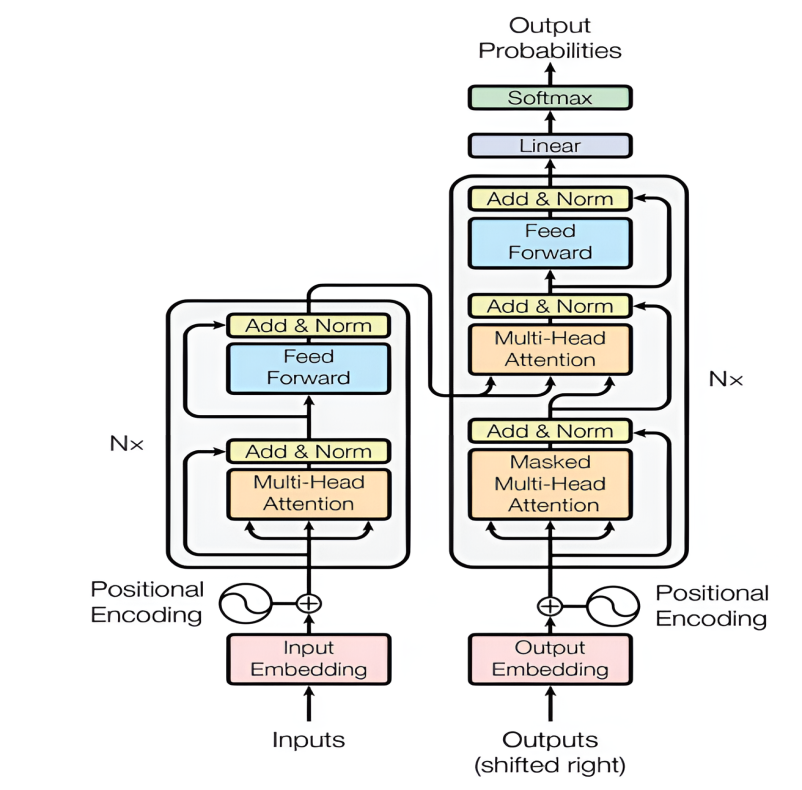 Output
Probabilities
Softmax
Linear
Add & Norm
Feed
Forward
Add & Norm
Multi-Head
Attention
Nx
Add & Norm
Masked
Multi-Head
Attention
Positional
Encoding
Output
Embedding
Outputs
(shifted right)
Add & Norm
Feed
Forward
Nx
Add & Norm
Multi-Head
Attention
Positional
Encoding
Input
Embedding
Inputs